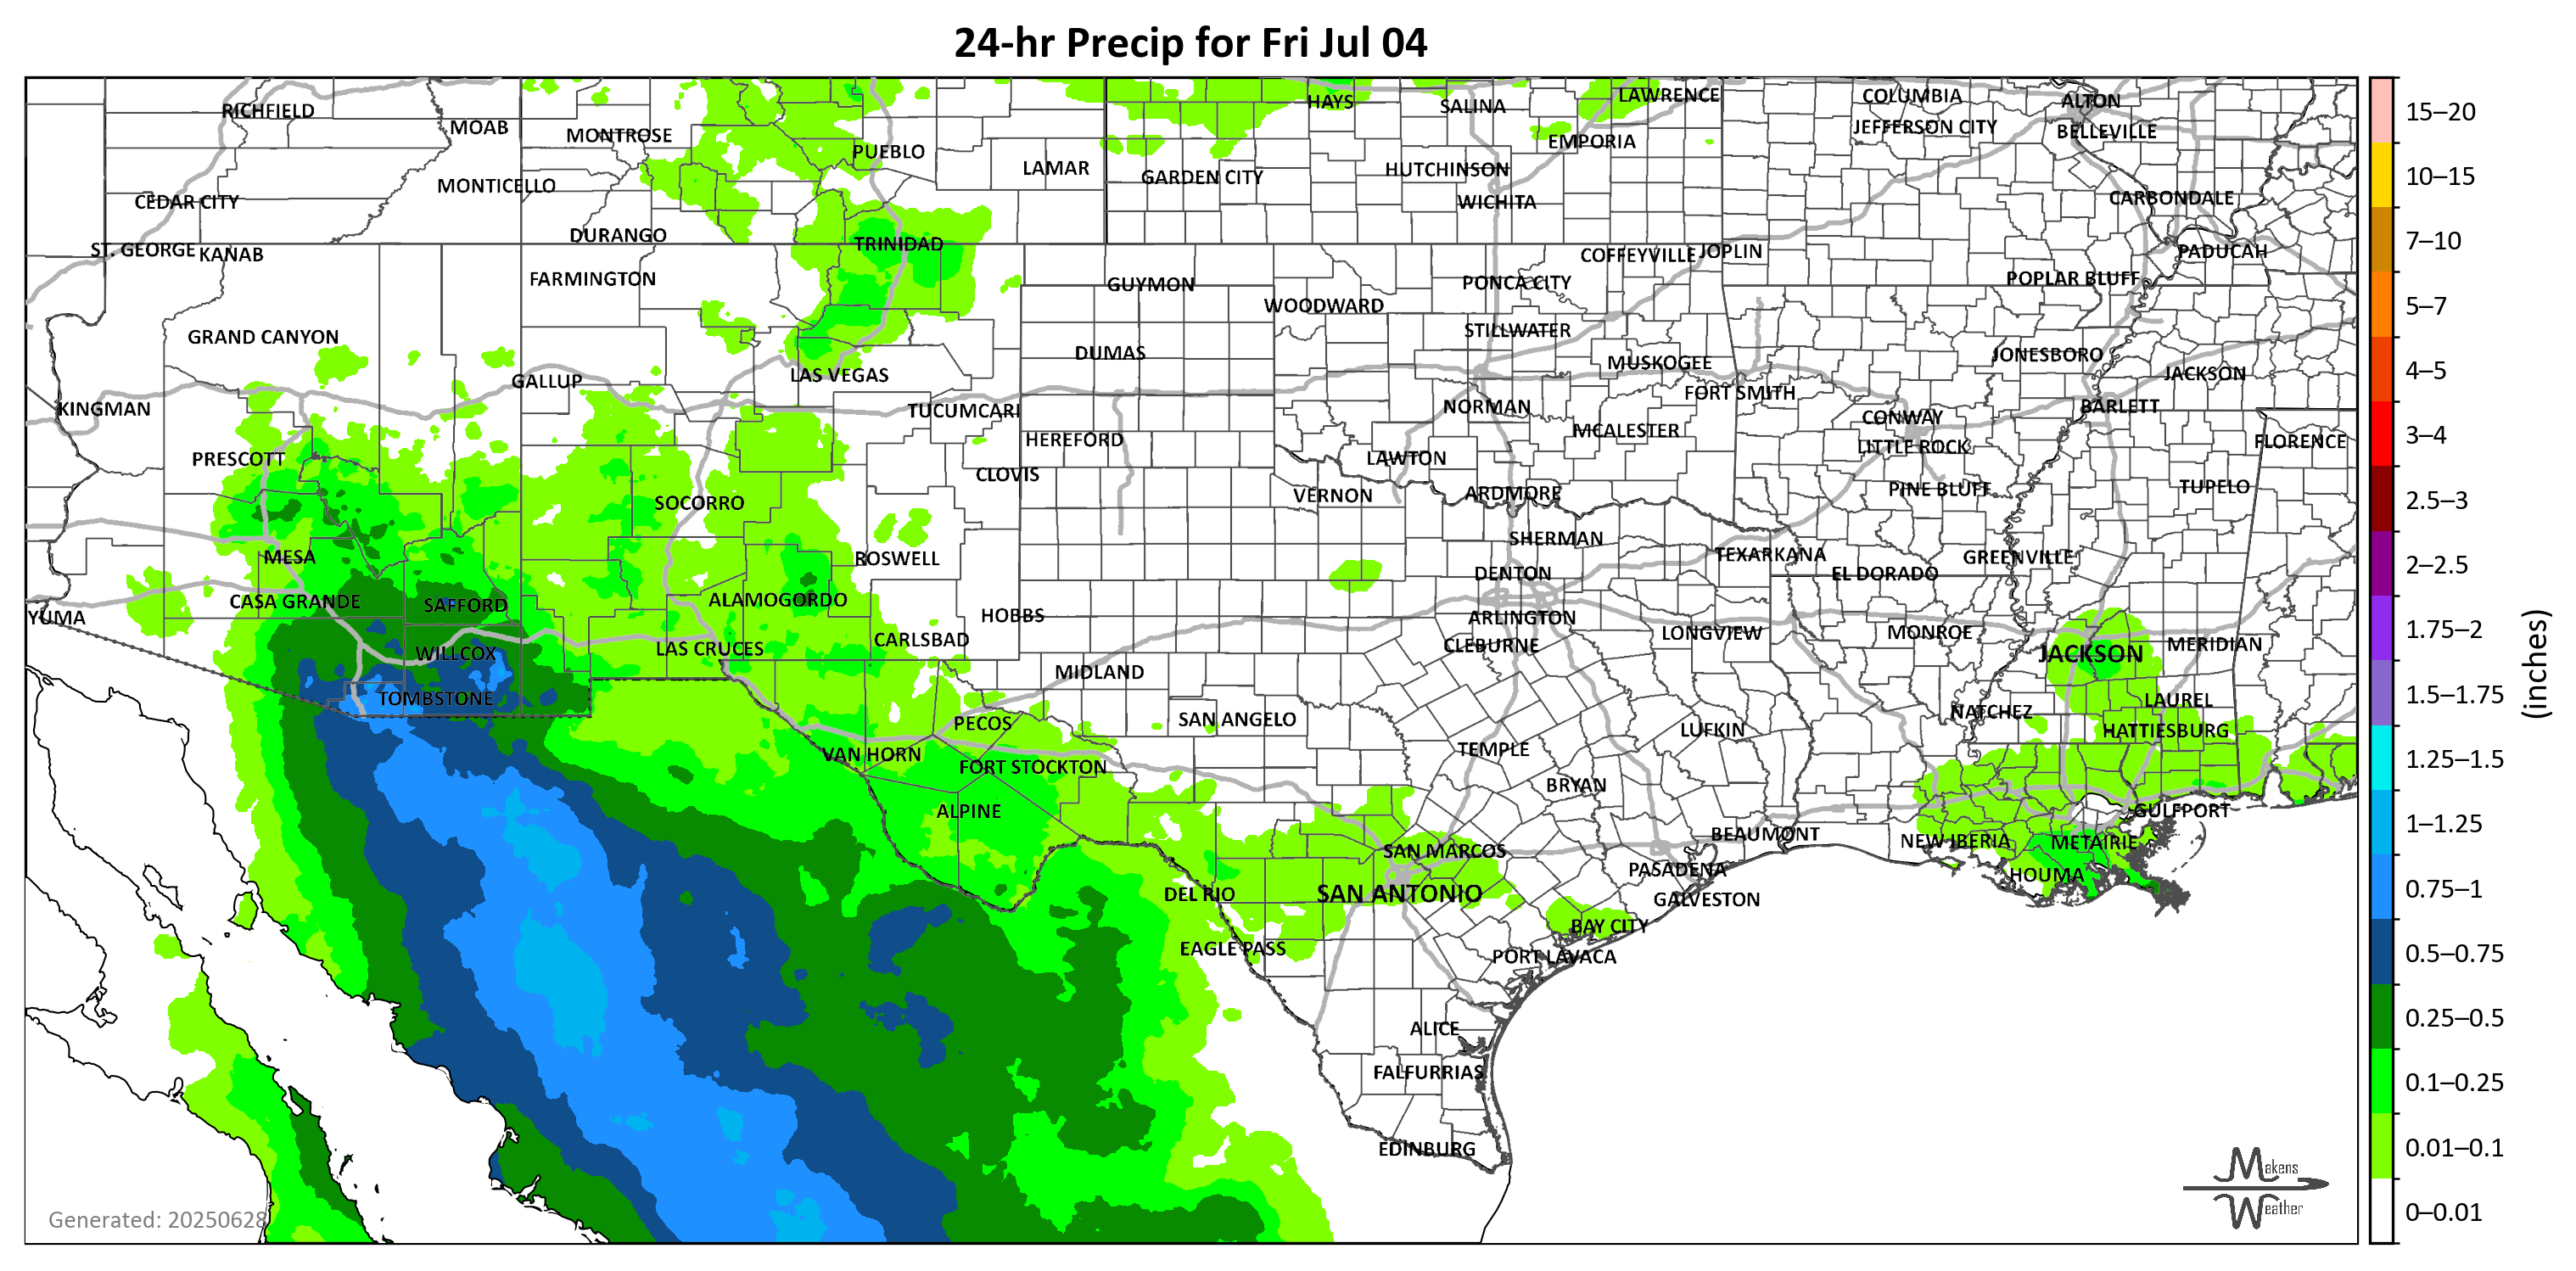 24-hr Precip for Fri Jul 04
RICHFIELD
MOAB
MONTROSE
PUEBLO
LAMAR
HAYS
SALINA
LAWRENCE
COLUMBIA
ALTON
JEFFERSON CITY
BELLEVILLE
EMPORIA
HUTCHINSON
GARDEN CITY
MONTICELLO
CEDAR CITY
WICHITA
CARBONDALE
DURANGO
TRINIDAD
ST. GEORGE
KANAB
COFFEYVILLE
JOPLIN
PADUCAH
FARMINGTON
GUYMON
PONCA CITY
POPLAR BLUFF
WOODWARD
GRAND CANYON
STILLWATER
DUMAS
JONESBORO
MUSKOGEE
JACKSON
LAS VEGAS
GALLUP
FORT SMITH
KINGMAN
TUCUMCARI
NORMAN
BARLETT
CONWAY
MCALESTER
HEREFORD
LITTLE ROCK
FLORENCE
PRESCOTT
LAWTON
CLOVIS
SOCORRO
VERNON
ARDMORE
PINE BLUFF
TUPELO
SHERMAN
MESA
ROSWELL
TEXARKANA
GREENVILLE
DENTON
EL DORADO
CASA GRANDE
SAFFORD
ALAMOGORDO
YUMA
HOBBS
ARLINGTON
CARLSBAD
LONGVIEW
MONROE
CLEBURNE
LAS CRUCES
WILLCOX
JACKSON
MERIDIAN
MIDLAND
TOMBSTONE
LAUREL
NATCHEZ
SAN ANGELO
PECOS
LUFKIN
HATTIESBURG
VAN HORN
TEMPLE
FORT STOCKTON
BRYAN
ALPINE
GULFPORT
BEAUMONT
NEW IBERIA
METAIRIE
SAN MARCOS
PASADENA
HOUMA
DEL RIO
SAN ANTONIO
GALVESTON
BAY CITY
EAGLE PASS
PORT LAVACA
ALICE
FALFURRIAS
EDINBURG
Generated: 20250628
Makens
Weather
15–20
10–15
7–10
5–7
4–5
3–4
2.5–3
2–2.5
1.75–2
1.5–1.75
1.25–1.5
1–1.25
0.75–1
0.5–0.75
0.25–0.5
0.1–0.25
0.01–0.1
0–0.01
(inches)